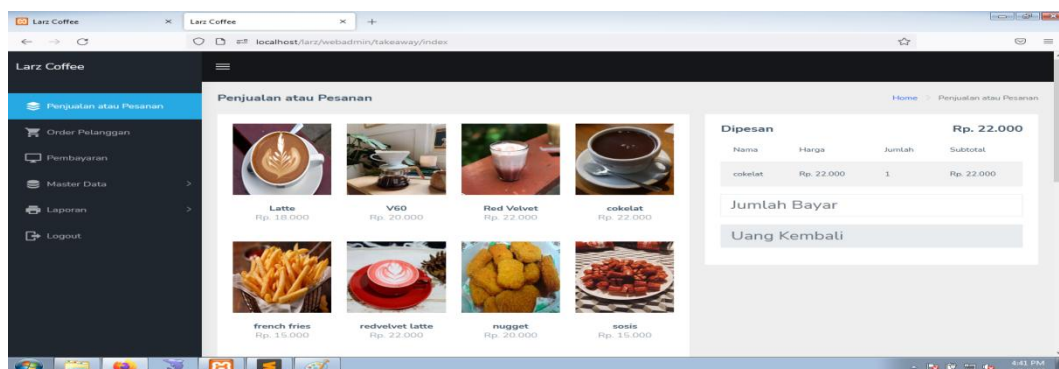 Larz Coffee
Larz Coffee
localhost/larz/webadmin/takeaway/index
Larz Coffee
Penjualan atau Pesanan
Order Pelanggan
Pembayaran
Master Data
Laporan
Logout
Penjualan atau Pesanan
Home > Penjualan atau Pesanan
Latte
Rp. 18.000
V60
Rp. 20.000
Red Velvet
Rp. 22.000
cokelat
Rp. 22.000
french fries
Rp. 15.000
redvelvet latte
Rp. 22.000
nugget
Rp. 20.000
sosis
Rp. 15.000
Dipesan Rp. 22.000
Nama Harga Jumlah Subtotal
cokelat Rp. 22.000 1 Rp. 22.000
Jumlah Bayar
Uang Kembali
4:41 PM